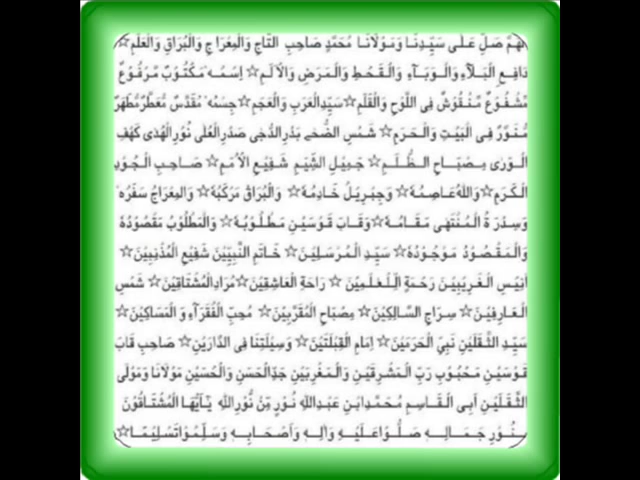 هُمَّ صَلِّ عَلٰی سَیِّدِنَا وَمَوْلَانَا مُحَمَّدٍ صَاحِبِ التَّاجِ وَالْمِعْرَاجِ وَالْبُرَاقِ وَالْعَلَمِ☆
دَافِعِ الْبَلَآءِ وَالْوَبَآءِ وَالْقَحْطِ وَالْمَرَضِ وَالْاَلَمِ☆ اِسْمُهٗ مَكْتُوْبٌ مَّرْفُوْعٌ
مَّشْفُوْعٌ مَّنْقُوْشٌ فِی اللَّوْحِ وَالْقَلَمِ☆سَیِّدِ الْعَرَبِ وَالْعَجَمِ☆جِسْمُهٗ مُقَدَّسٌ مُّعَطَّرٌ مُّطَهَّرٌ
مُّنَوَّرٌ فِی الْبَیْتِ وَالْحَرَمِ☆ شَمْسِ الضُّحٰی بَدْرِ الدُّجٰی صَدْرِ الْعُلٰی نُوْرِ الْهُدٰی كَهْفِ
الْوَرٰی مِصْبَاحِ الظُّلَمِ☆ جَمِیْلِ الشِّیَمِ شَفِیْعِ الْاُمَمِ☆ صَاحِبِ الْجُوْدِ
الْكَرَمِ☆وَاللّٰهُ عَاصِمُهٗ☆وَجِبْرِیْلُ خَادِمُهٗ☆ وَالْبُرَاقُ مَرْكَبُهٗ☆ وَالْمِعْرَاجُ سَفَرُهٗ
وَسِدْرَةُ الْمُنْتَهٰی مَقَامُهٗ☆وَقَابَ قَوْسَیْنِ مَطْلُوْبُهٗ☆ وَالْمَطْلُوْبُ مَقْصُوْدُهٗ
وَالْمَقْصُوْدُ مَوْجُوْدُهٗ☆ سَیِّدِ الْمُرْسَلِیْنَ☆ خَاتَمِ النَّبِیِّیْنَ شَفِیْعِ الْمُذْنِبِیْنَ☆
اَنِیْسِ الْغَرِیْبِیْنَ رَحْمَةٍ لِّلْعٰلَمِیْنَ ☆ رَاحَةِ الْعَاشِقِیْنَ☆مُرَادِ الْمُشْتَاقِیْنَ☆ شَمْسِ
الْعَارِفِیْنَ☆ سِرَاجِ السَّالِكِیْنَ☆ مِصْبَاحِ الْمُقَرَّبِیْنَ☆ مُحِبِّ الْفُقَرَآءِ وَ الْمَسَاكِیْنَ☆
سَیِّدِ الثَّقَلَیْنِ نَبِیِّ الْحَرَمَیْنِ☆ اِمَامِ الْقِبْلَتَیْنِ☆ وَسِیْلَتِنَا فِی الدَّارَیْنِ☆ صَاحِبِ قَابَ
قَوْسَیْنِ مَحْبُوْبِ رَبِّ الْمَشْرِقَیْنِ وَالْمَغْرِبَیْنِ جَدِّ الْحَسَنِ وَالْحُسَیْنِ مَوْلَانَا وَمَوْلَی
الثَّقَلَیْنِ اَبِی الْقَاسِمِ مُحَمَّدِ ابْنِ عَبْدِ اللّٰهِ نُوْرٍ مِّنْ نُّوْرِ اللّٰهِ یٰۤاَیُّهَا الْمُشْتَاقُوْنَ
بِنُوْرِ جَمَالِهٖ صَلُّوْا عَلَیْهِ وَاٰلِهٖ وَاَصْحَابِهٖ وَسَلِّمُوْا تَسْلِیْمًا☆